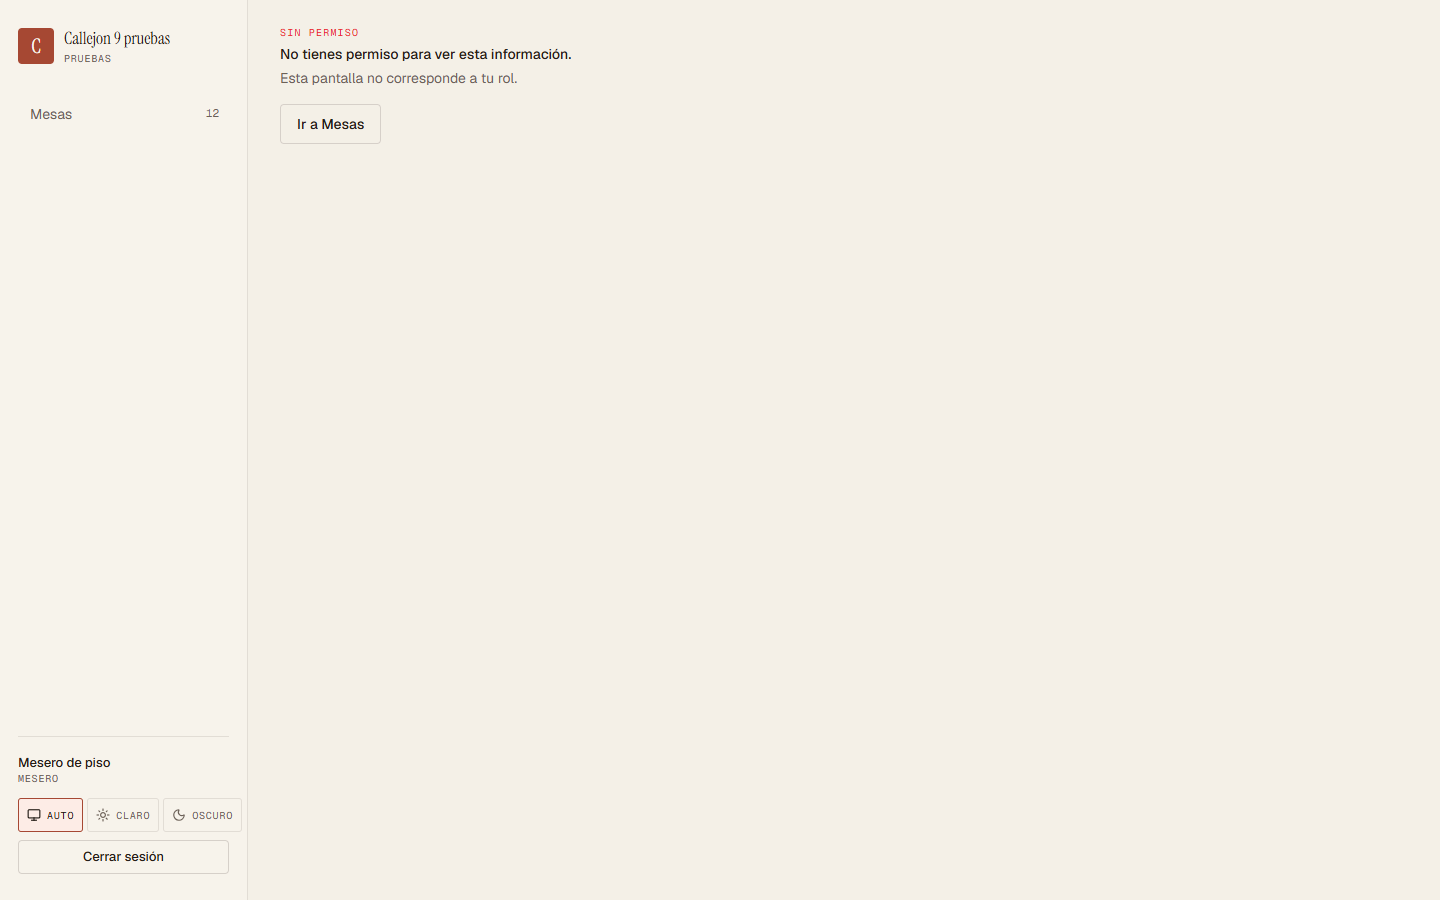 C
Callejon 9 pruebas
PRUEBAS
Mesas 12
SIN PERMISO
No tienes permiso para ver esta información.
Esta pantalla no corresponde a tu rol.
Ir a Mesas
Mesero de piso
MESERO
AUTO CLARO OSCURO
Cerrar sesión